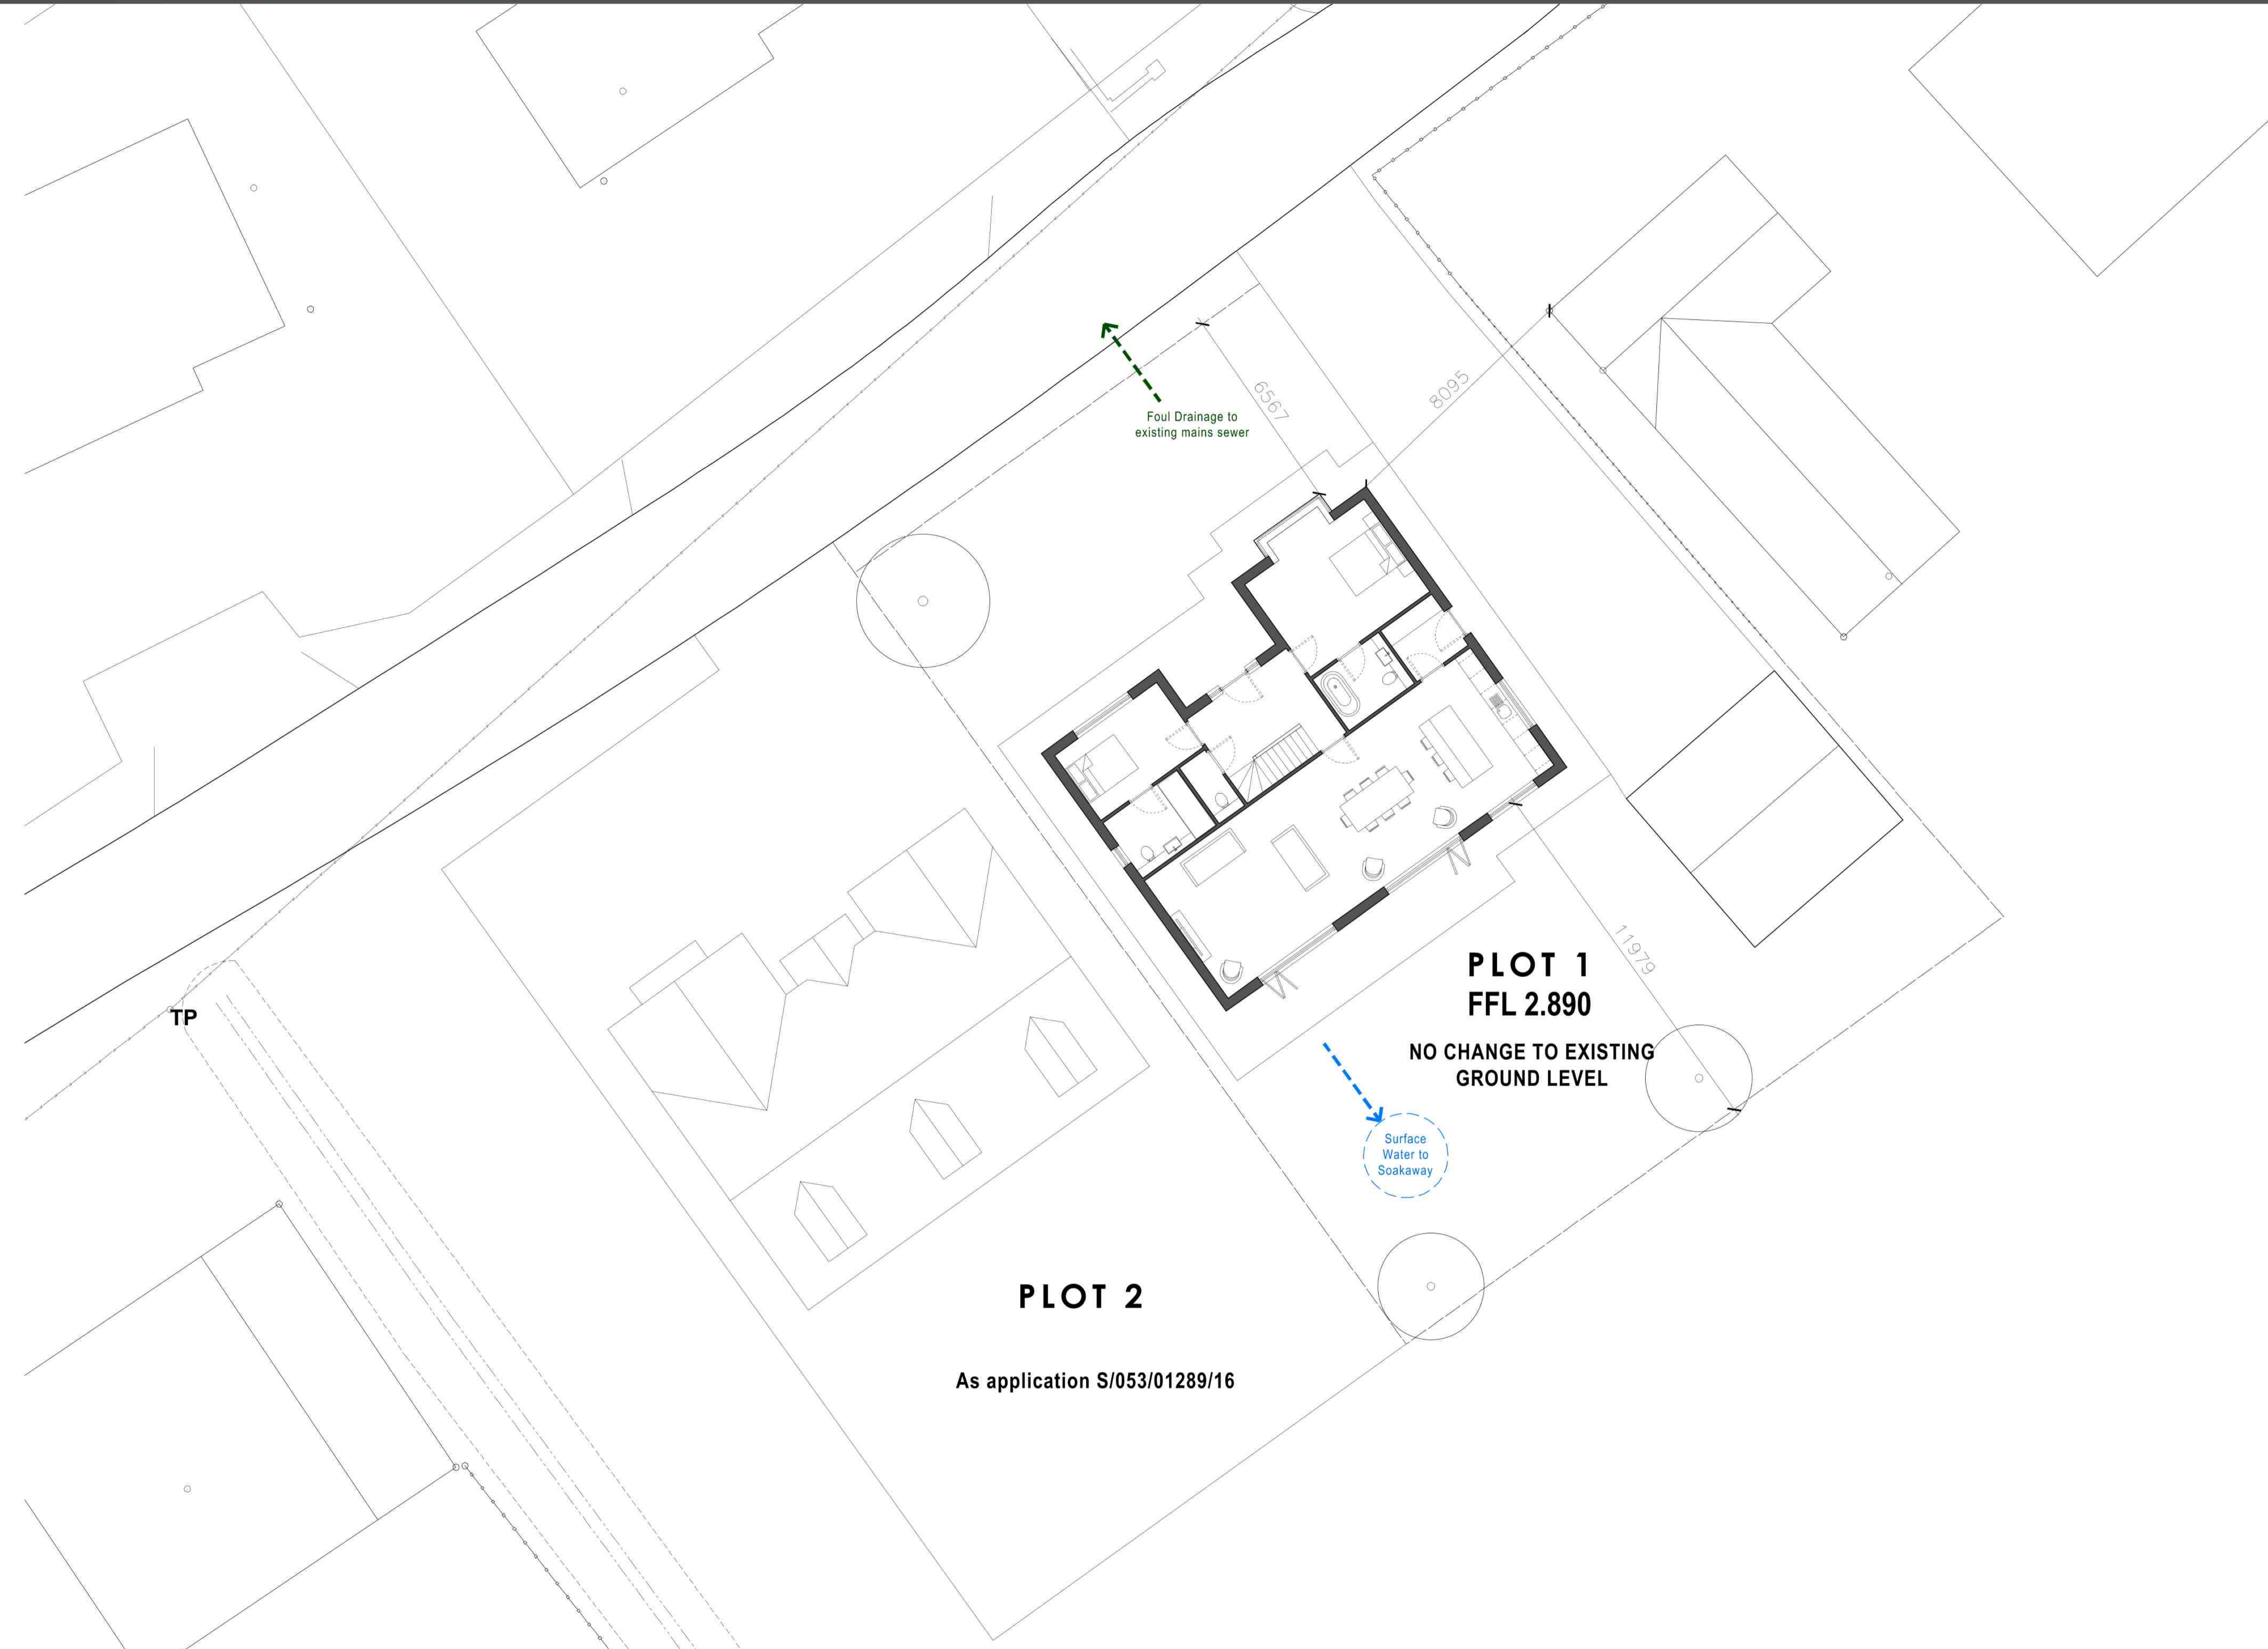 Foul Drainage to
existing mains sewer
6567
8095
11979
PLOT 1
FFL 2.890
NO CHANGE TO EXISTING
GROUND LEVEL
TP
Surface
Water to
Soakaway
PLOT 2
As application S/053/01289/16